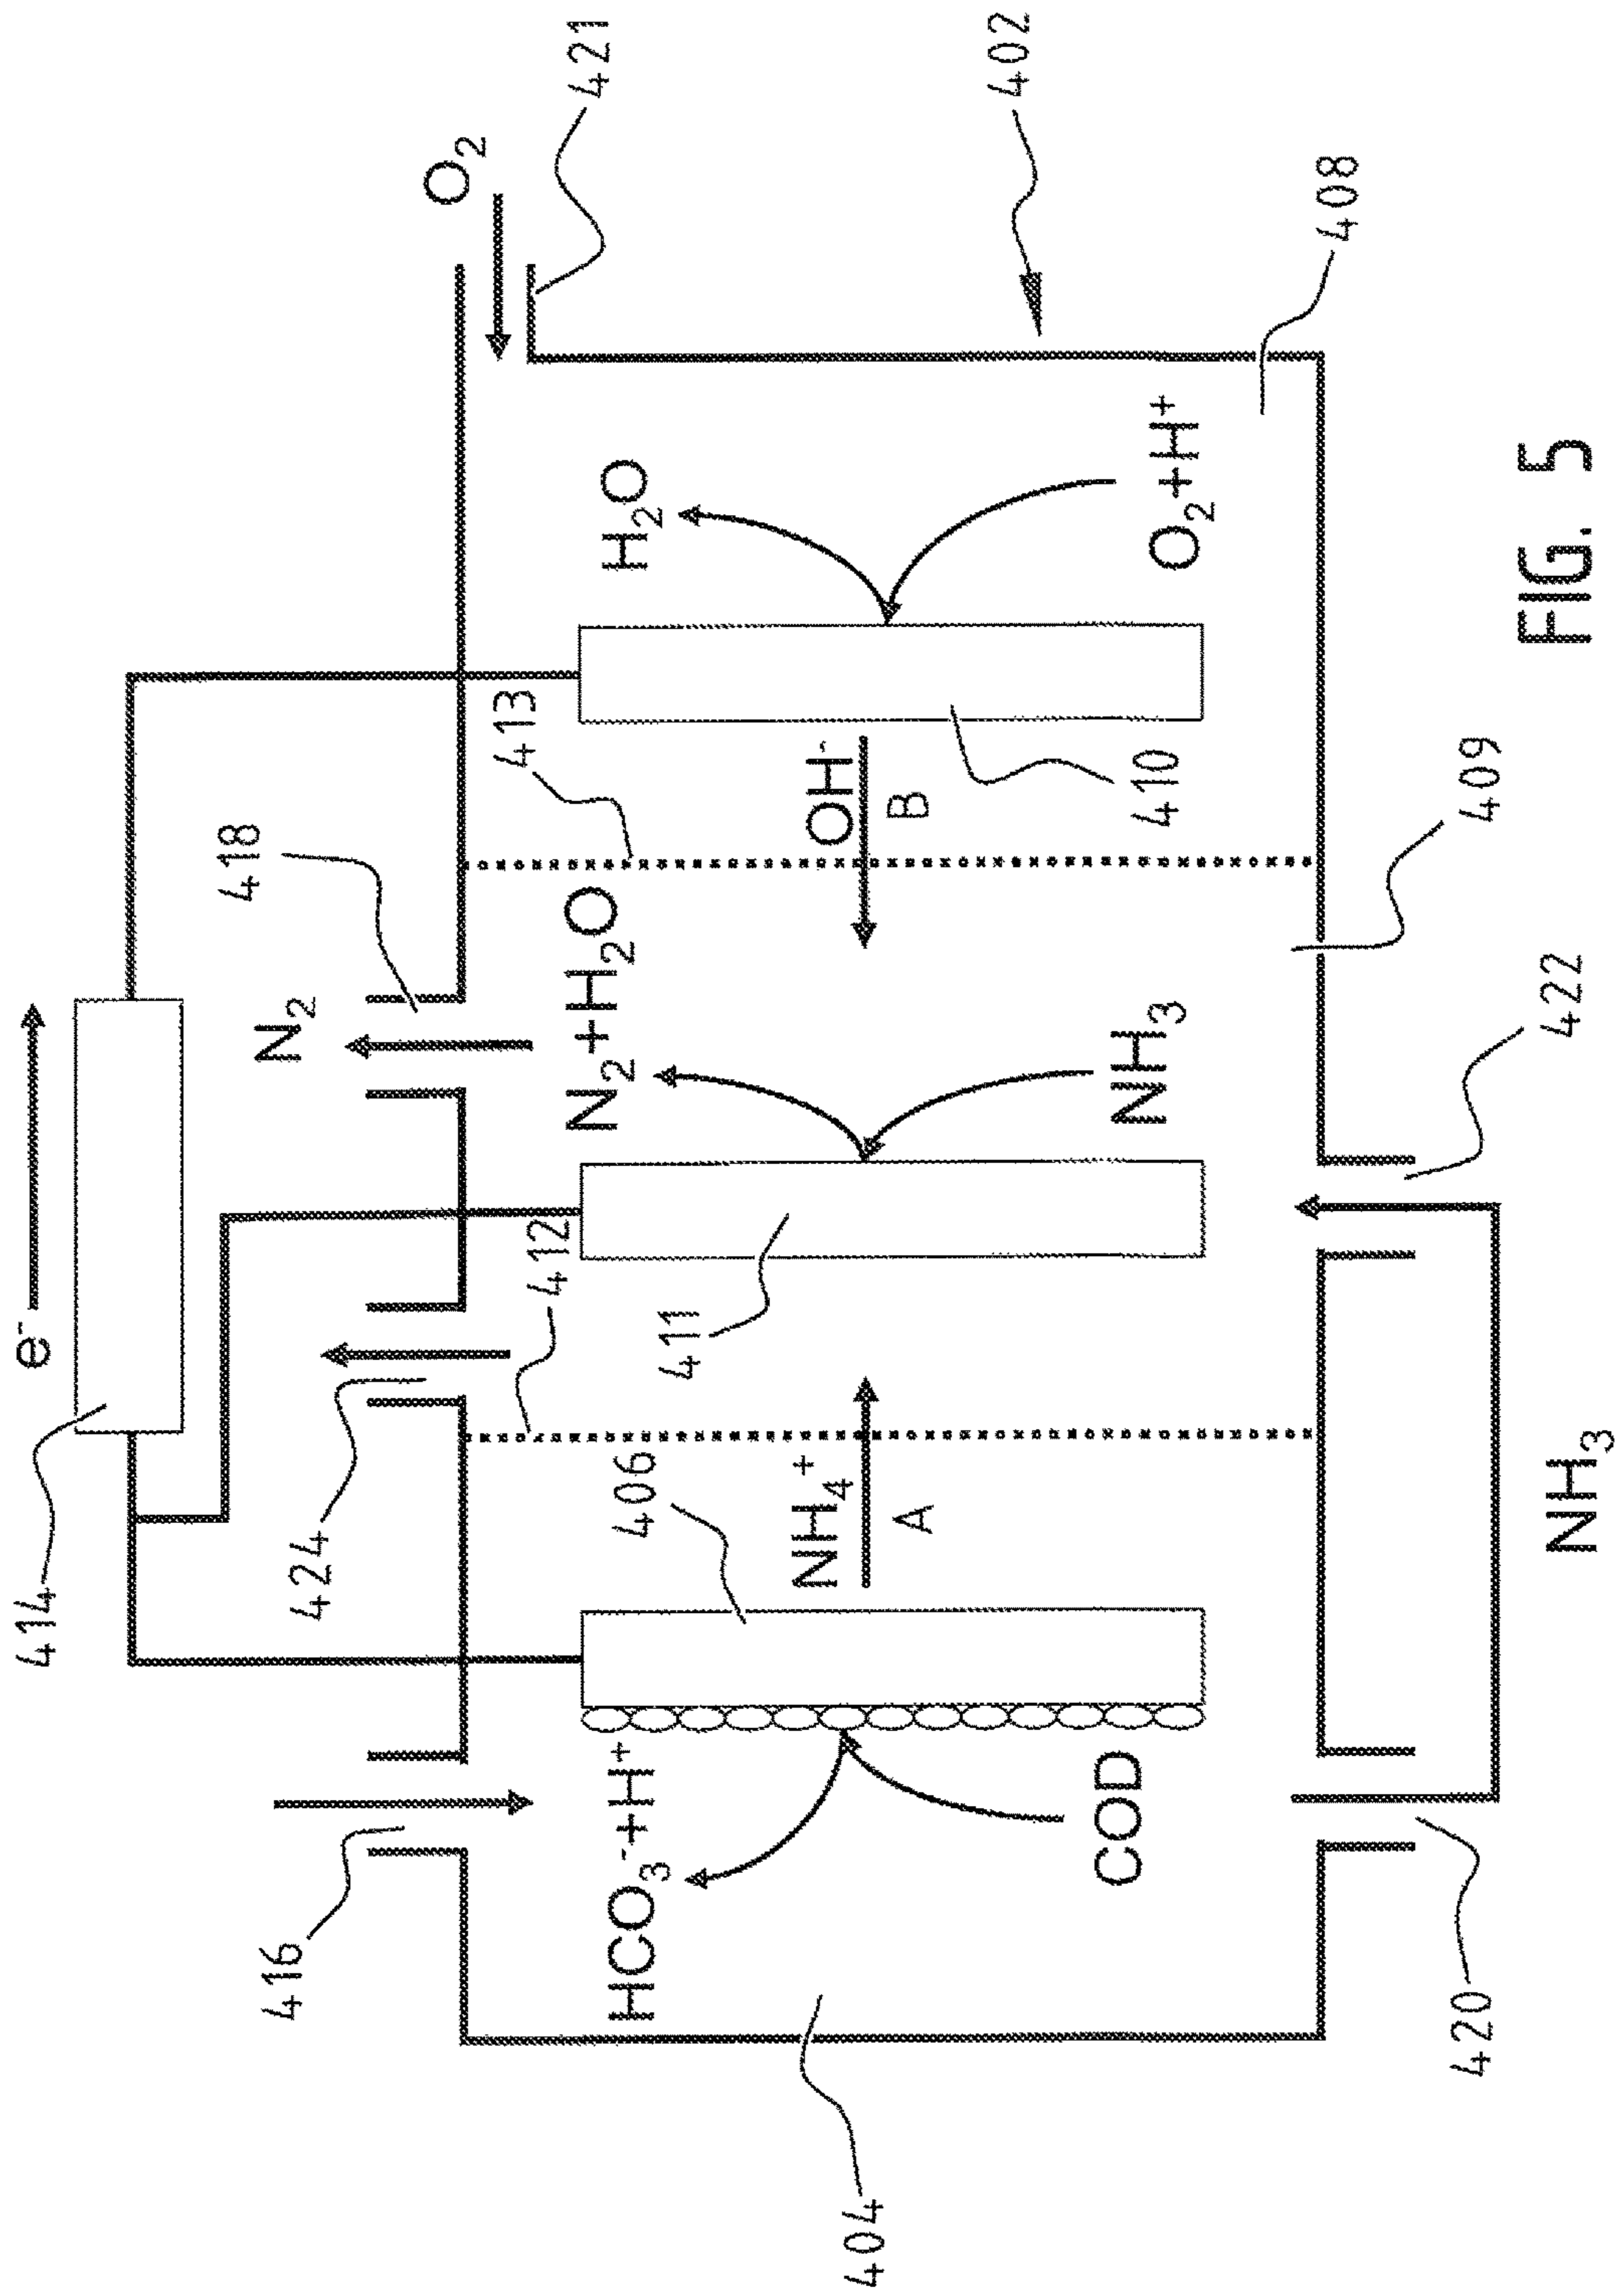 e⁻
414
N₂
418
O₂
421
424
416
412
413
402
HCO₃⁻+H⁺
406
N₂+H₂O
H₂O
NH₄⁺
A
411
OH⁻
B
404
COD
NH₃
410
O₂+H⁺
408
420
422
409
NH₃
FIG. 5